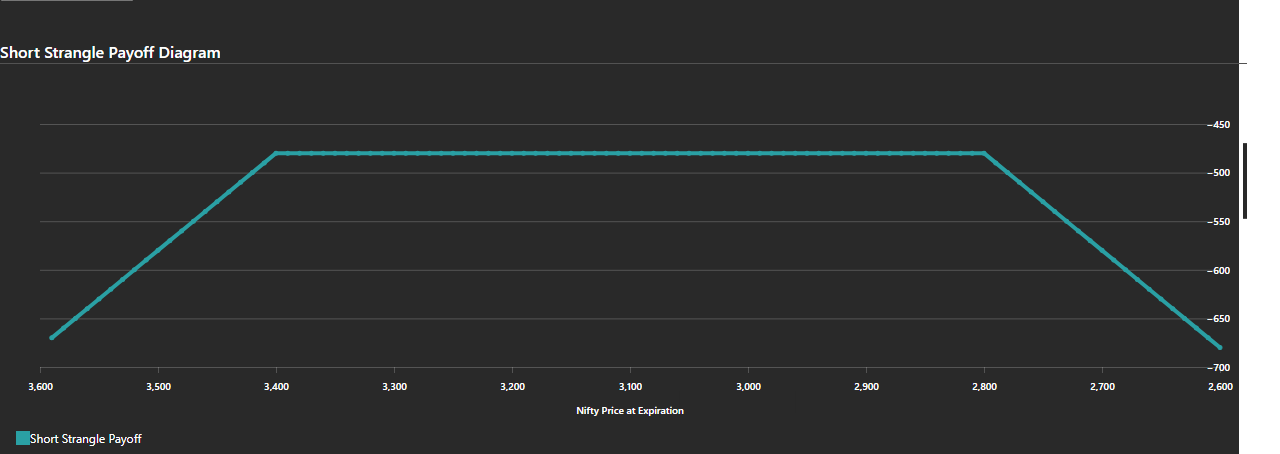 Short Strangle Payoff Diagram
−450
−500
−550
−600
−650
−700
3,600 3,500 3,400 3,300 3,200 3,100 3,000 2,900 2,800 2,700 2,600
Nifty Price at Expiration
Short Strangle Payoff